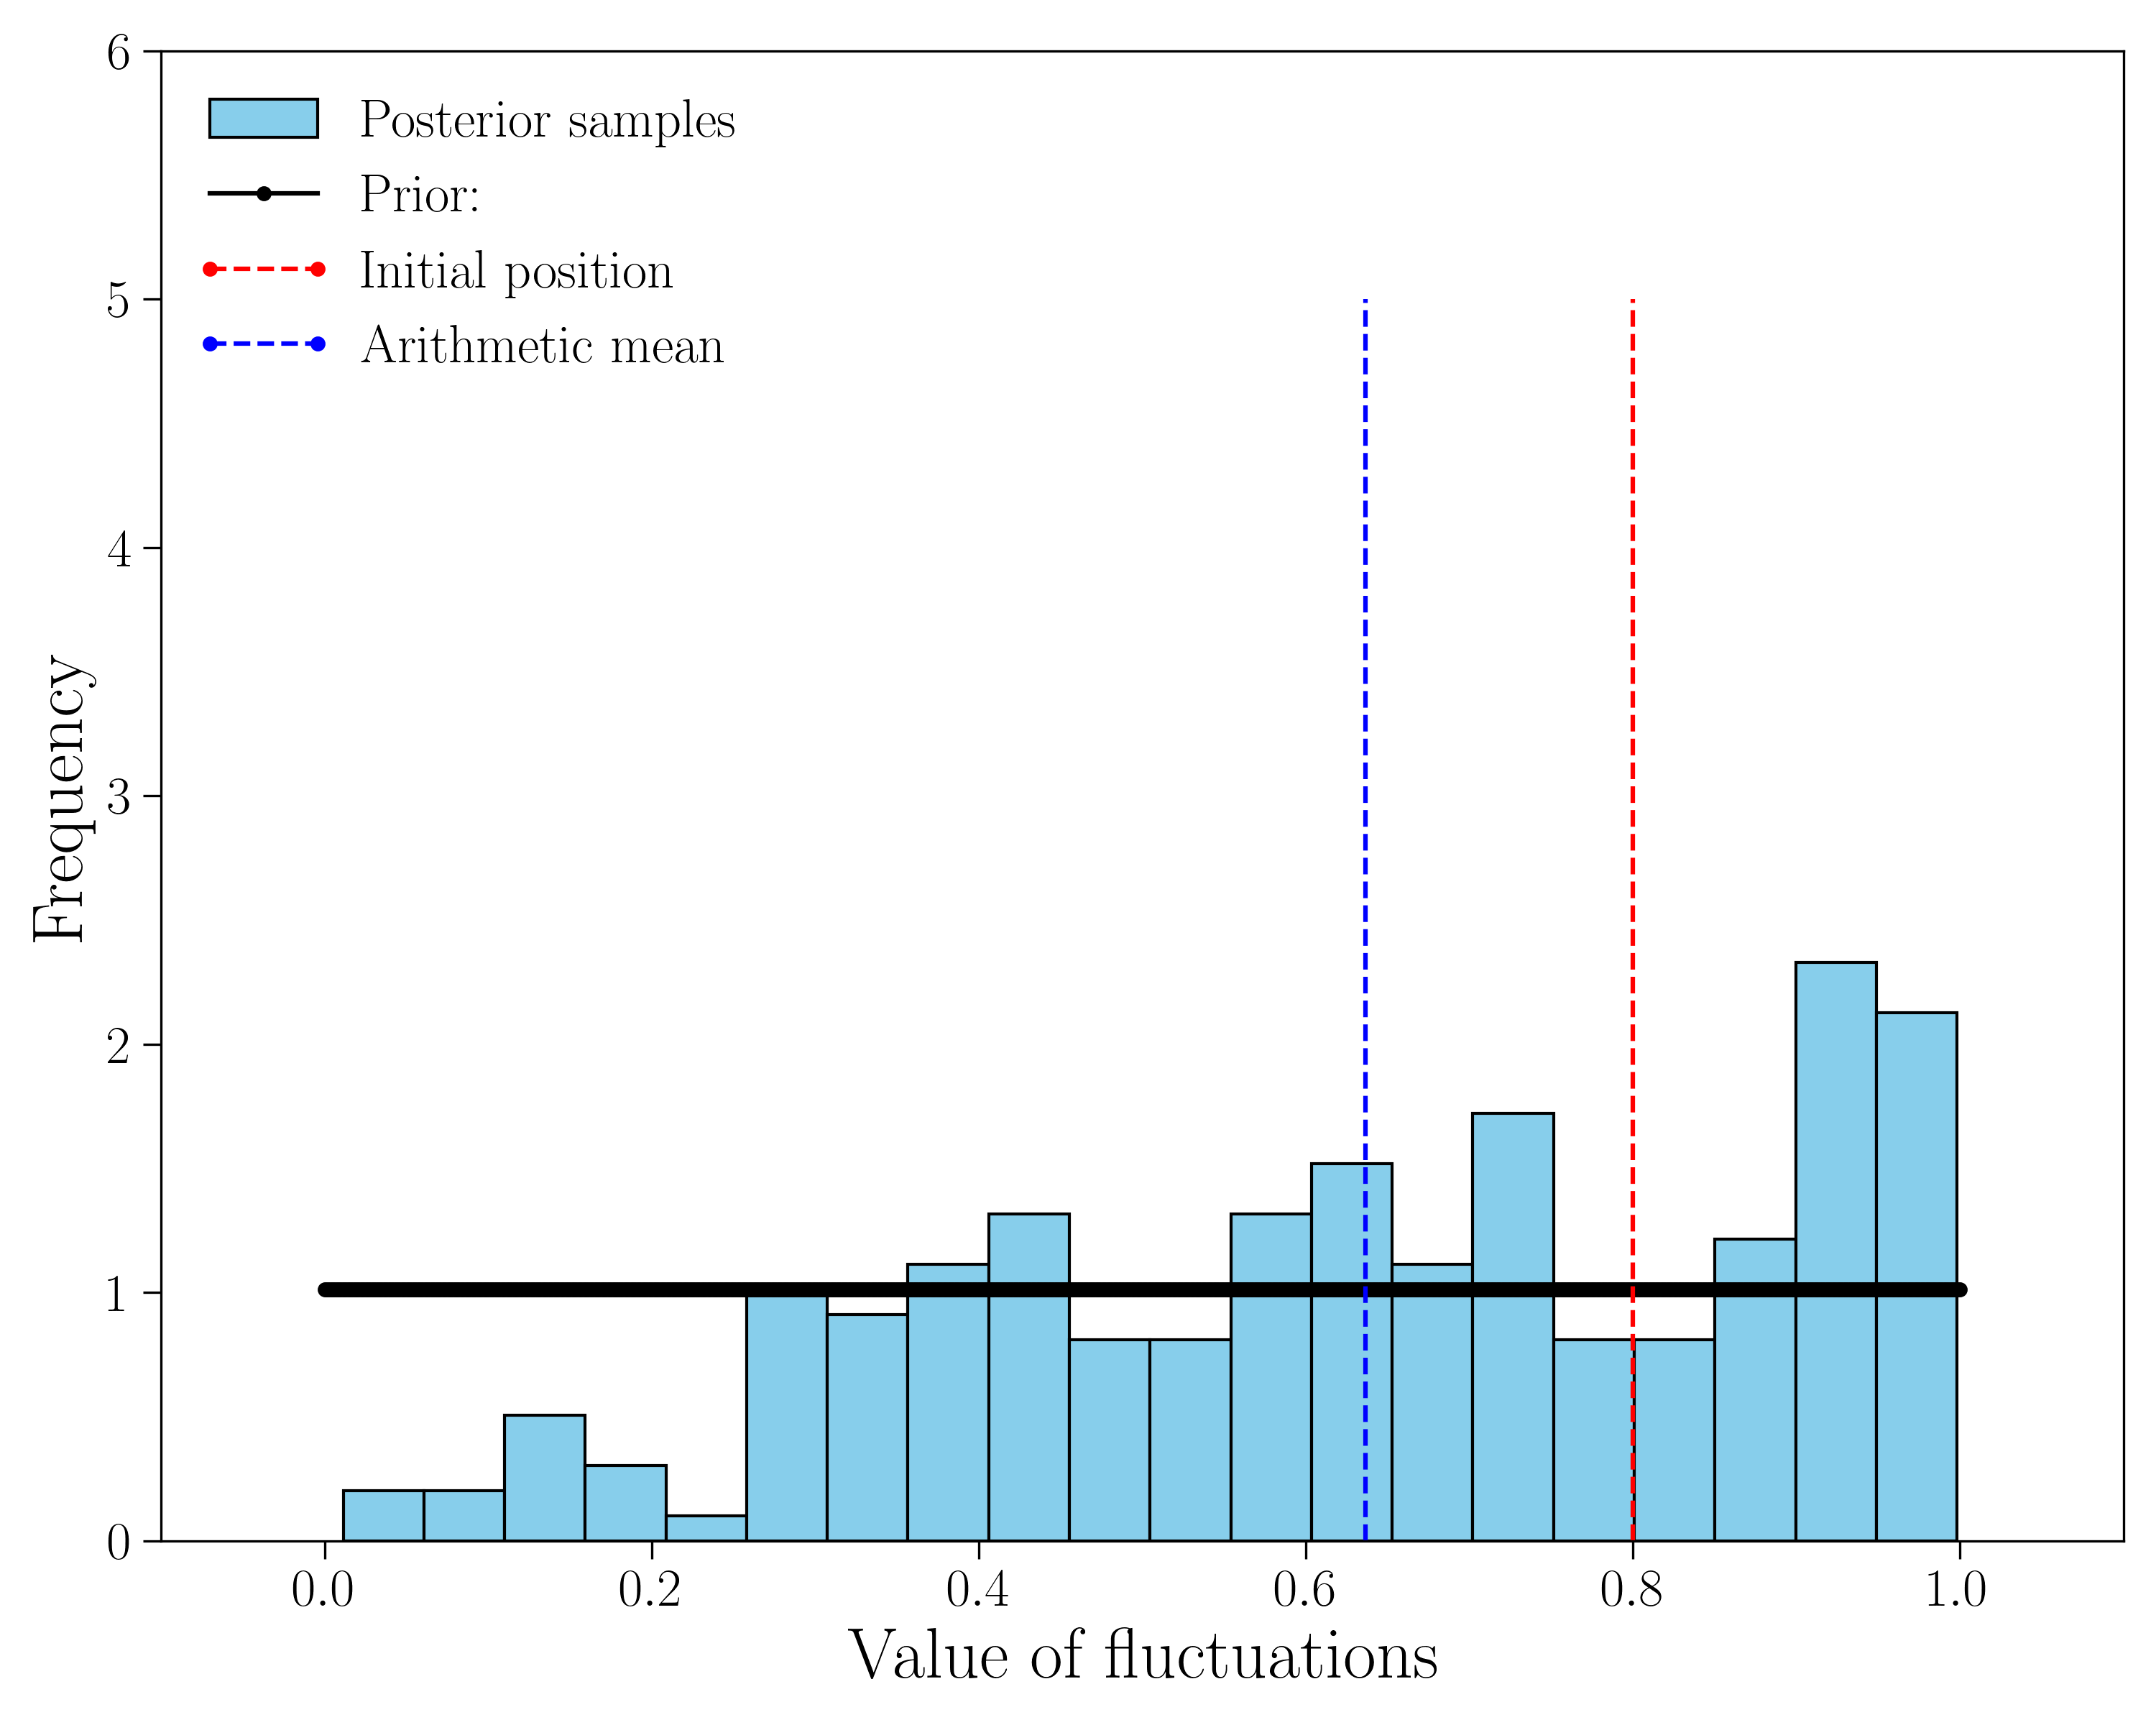 6
5
4
3
2
1
0
Frequency
Posterior samples
Prior:
Initial position
Arithmetic mean
0.0 0.2 0.4 0.6 0.8 1.0
Value of fluctuations